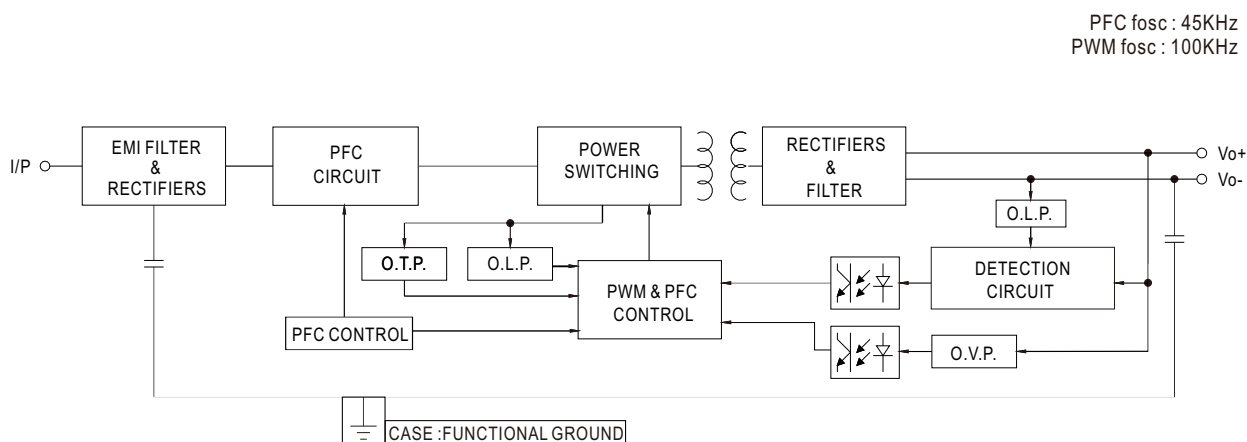 PFC fosc : 45KHz
PWM fosc : 100KHz
I/P
EMI FILTER
&
RECTIFIERS
PFC
CIRCUIT
POWER
SWITCHING
RECTIFIERS
&
FILTER
Vo+
Vo-
O.L.P.
O.T.P.
O.L.P.
PWM & PFC
CONTROL
DETECTION
CIRCUIT
PFC CONTROL
O.V.P.
CASE :FUNCTIONAL GROUND